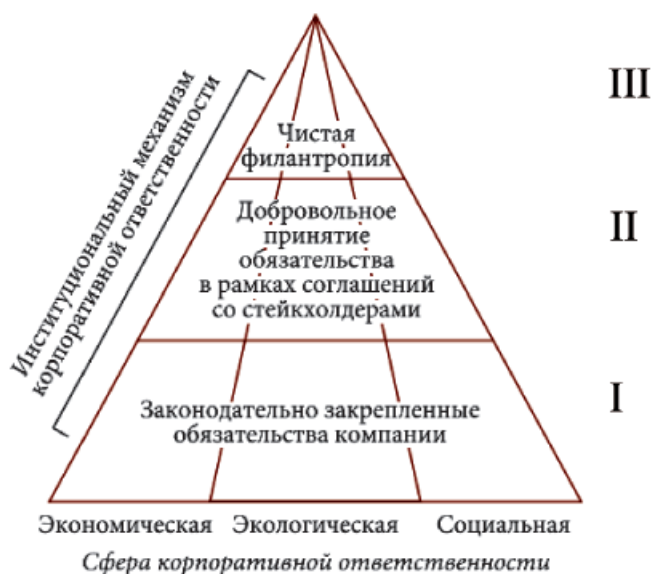 Институциональный механизм
корпоративной ответственности
III
Чистая
филантропия
II
Добровольное
принятие
обязательства
в рамках соглашений
со стейкхолдерами
I
Законодательно закрепленные
обязательства компании
Экономическая Экологическая Социальная
Сфера корпоративной ответственности